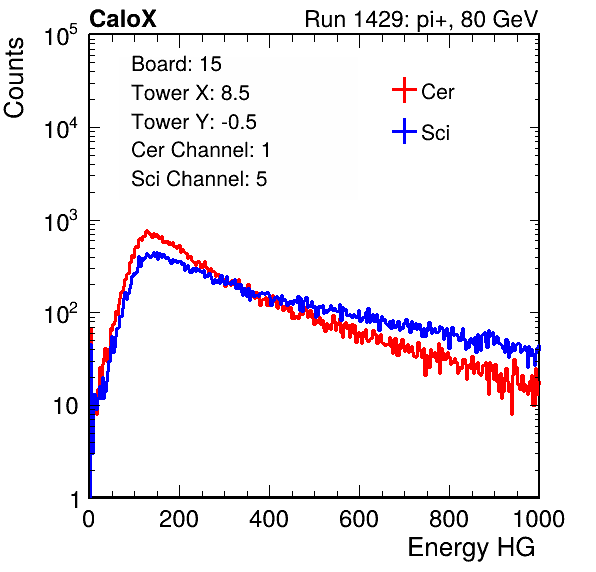 CaloX Run 1429: pi+, 80 GeV
Counts
Board: 15
Tower X: 8.5
Tower Y: -0.5
Cer Channel: 1
Sci Channel: 5
Cer
Sci
10^5
10^4
10^3
10^2
10
1
0 200 400 600 800 1000
Energy HG